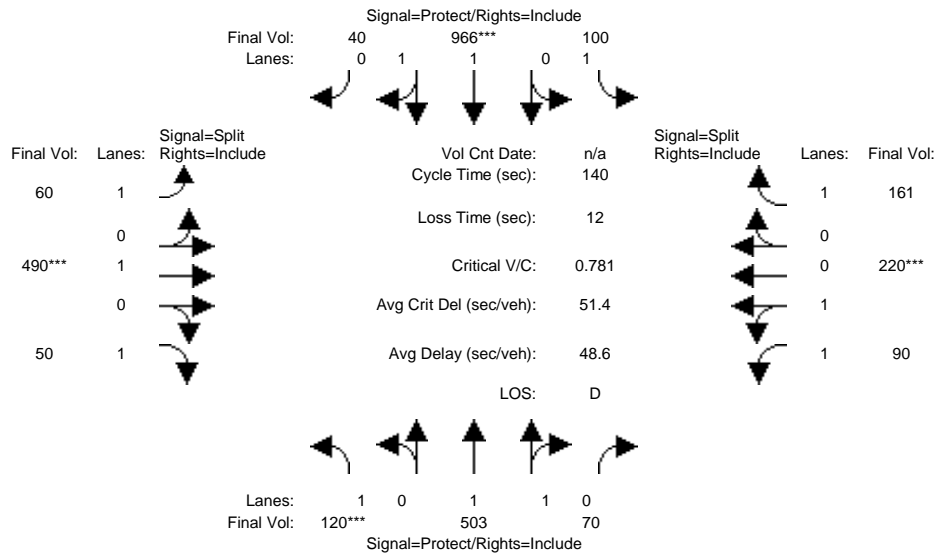 Signal=Protect/Rights=Include
Final Vol: 40 966*** 100
Lanes: 0 1 1 0 1
Signal=Split
Final Vol: Lanes: Rights=Include
Vol Cnt Date: n/a
Cycle Time (sec): 140
Signal=Split
Rights=Include Lanes: Final Vol:
60 1
1 161
Loss Time (sec): 12
0
0
490*** 1
Critical V/C: 0.781
0 220***
0
Avg Crit Del (sec/veh): 51.4
1
50 1
Avg Delay (sec/veh): 48.6
1 90
LOS: D
Lanes: 1 0 1 1 0
Final Vol: 120*** 503 70
Signal=Protect/Rights=Include